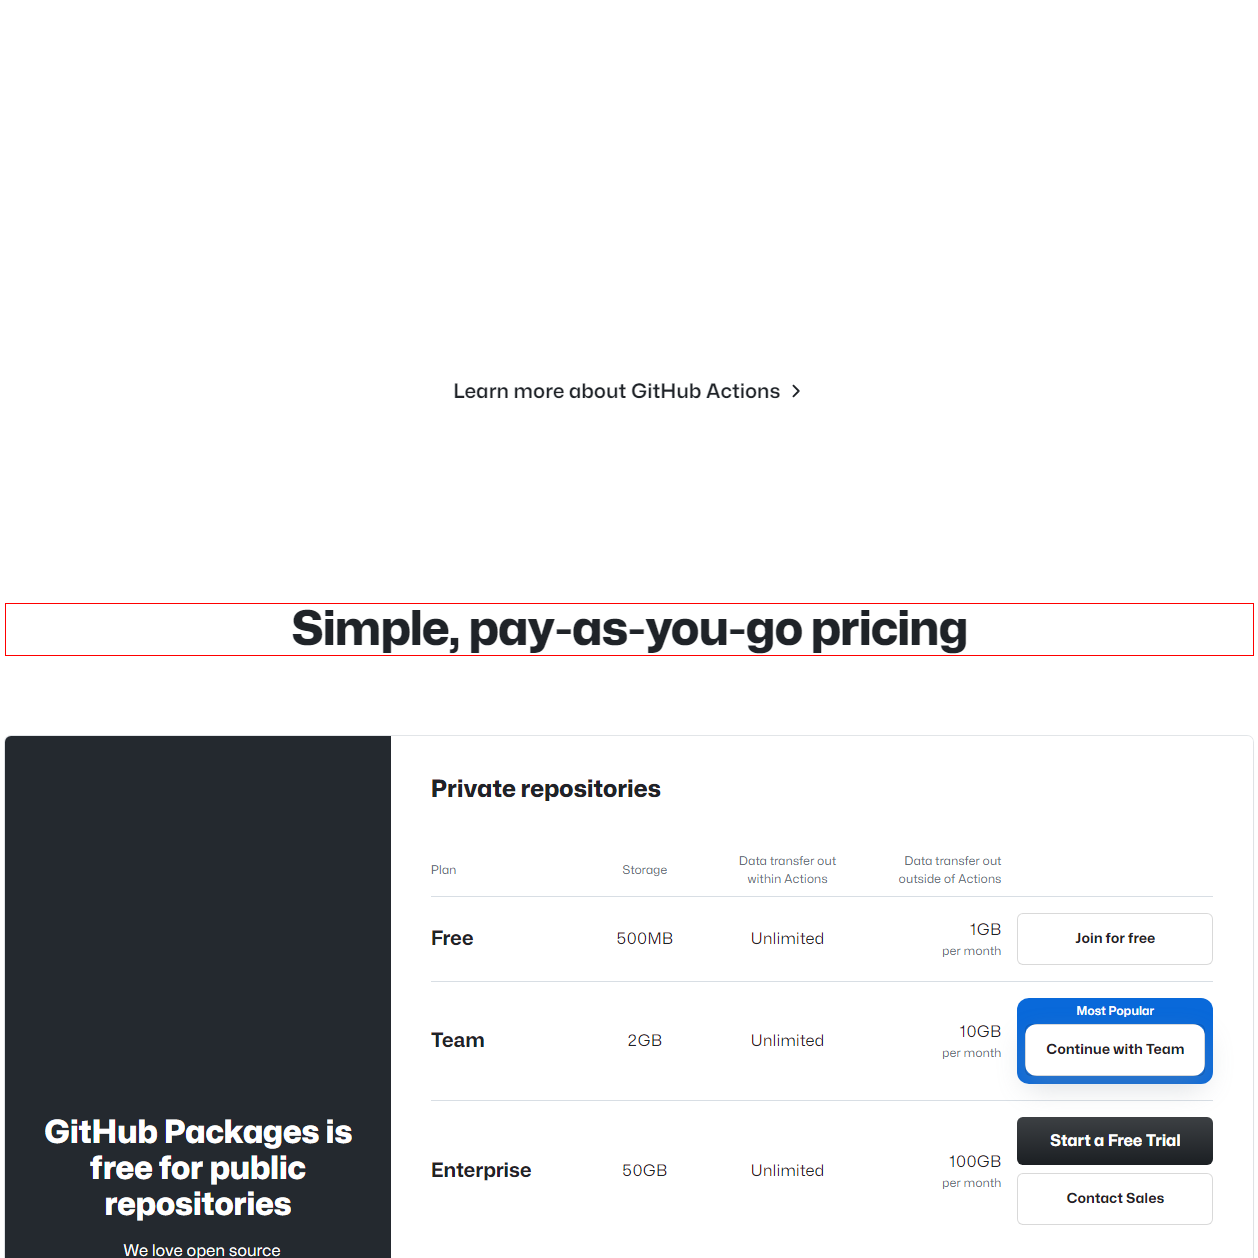 Learn more about GitHub Actions
Simple, pay-as-you-go pricing
GitHub Packages is
free for public
repositories
We love open source
Private repositories
Plan Storage Data transfer out within Actions Data transfer out outside of Actions
Free 500MB Unlimited 1GB per month Join for free
Most Popular
Team 2GB Unlimited 10GB per month Continue with Team
Start a Free Trial
Enterprise 50GB Unlimited 100GB per month
Contact Sales